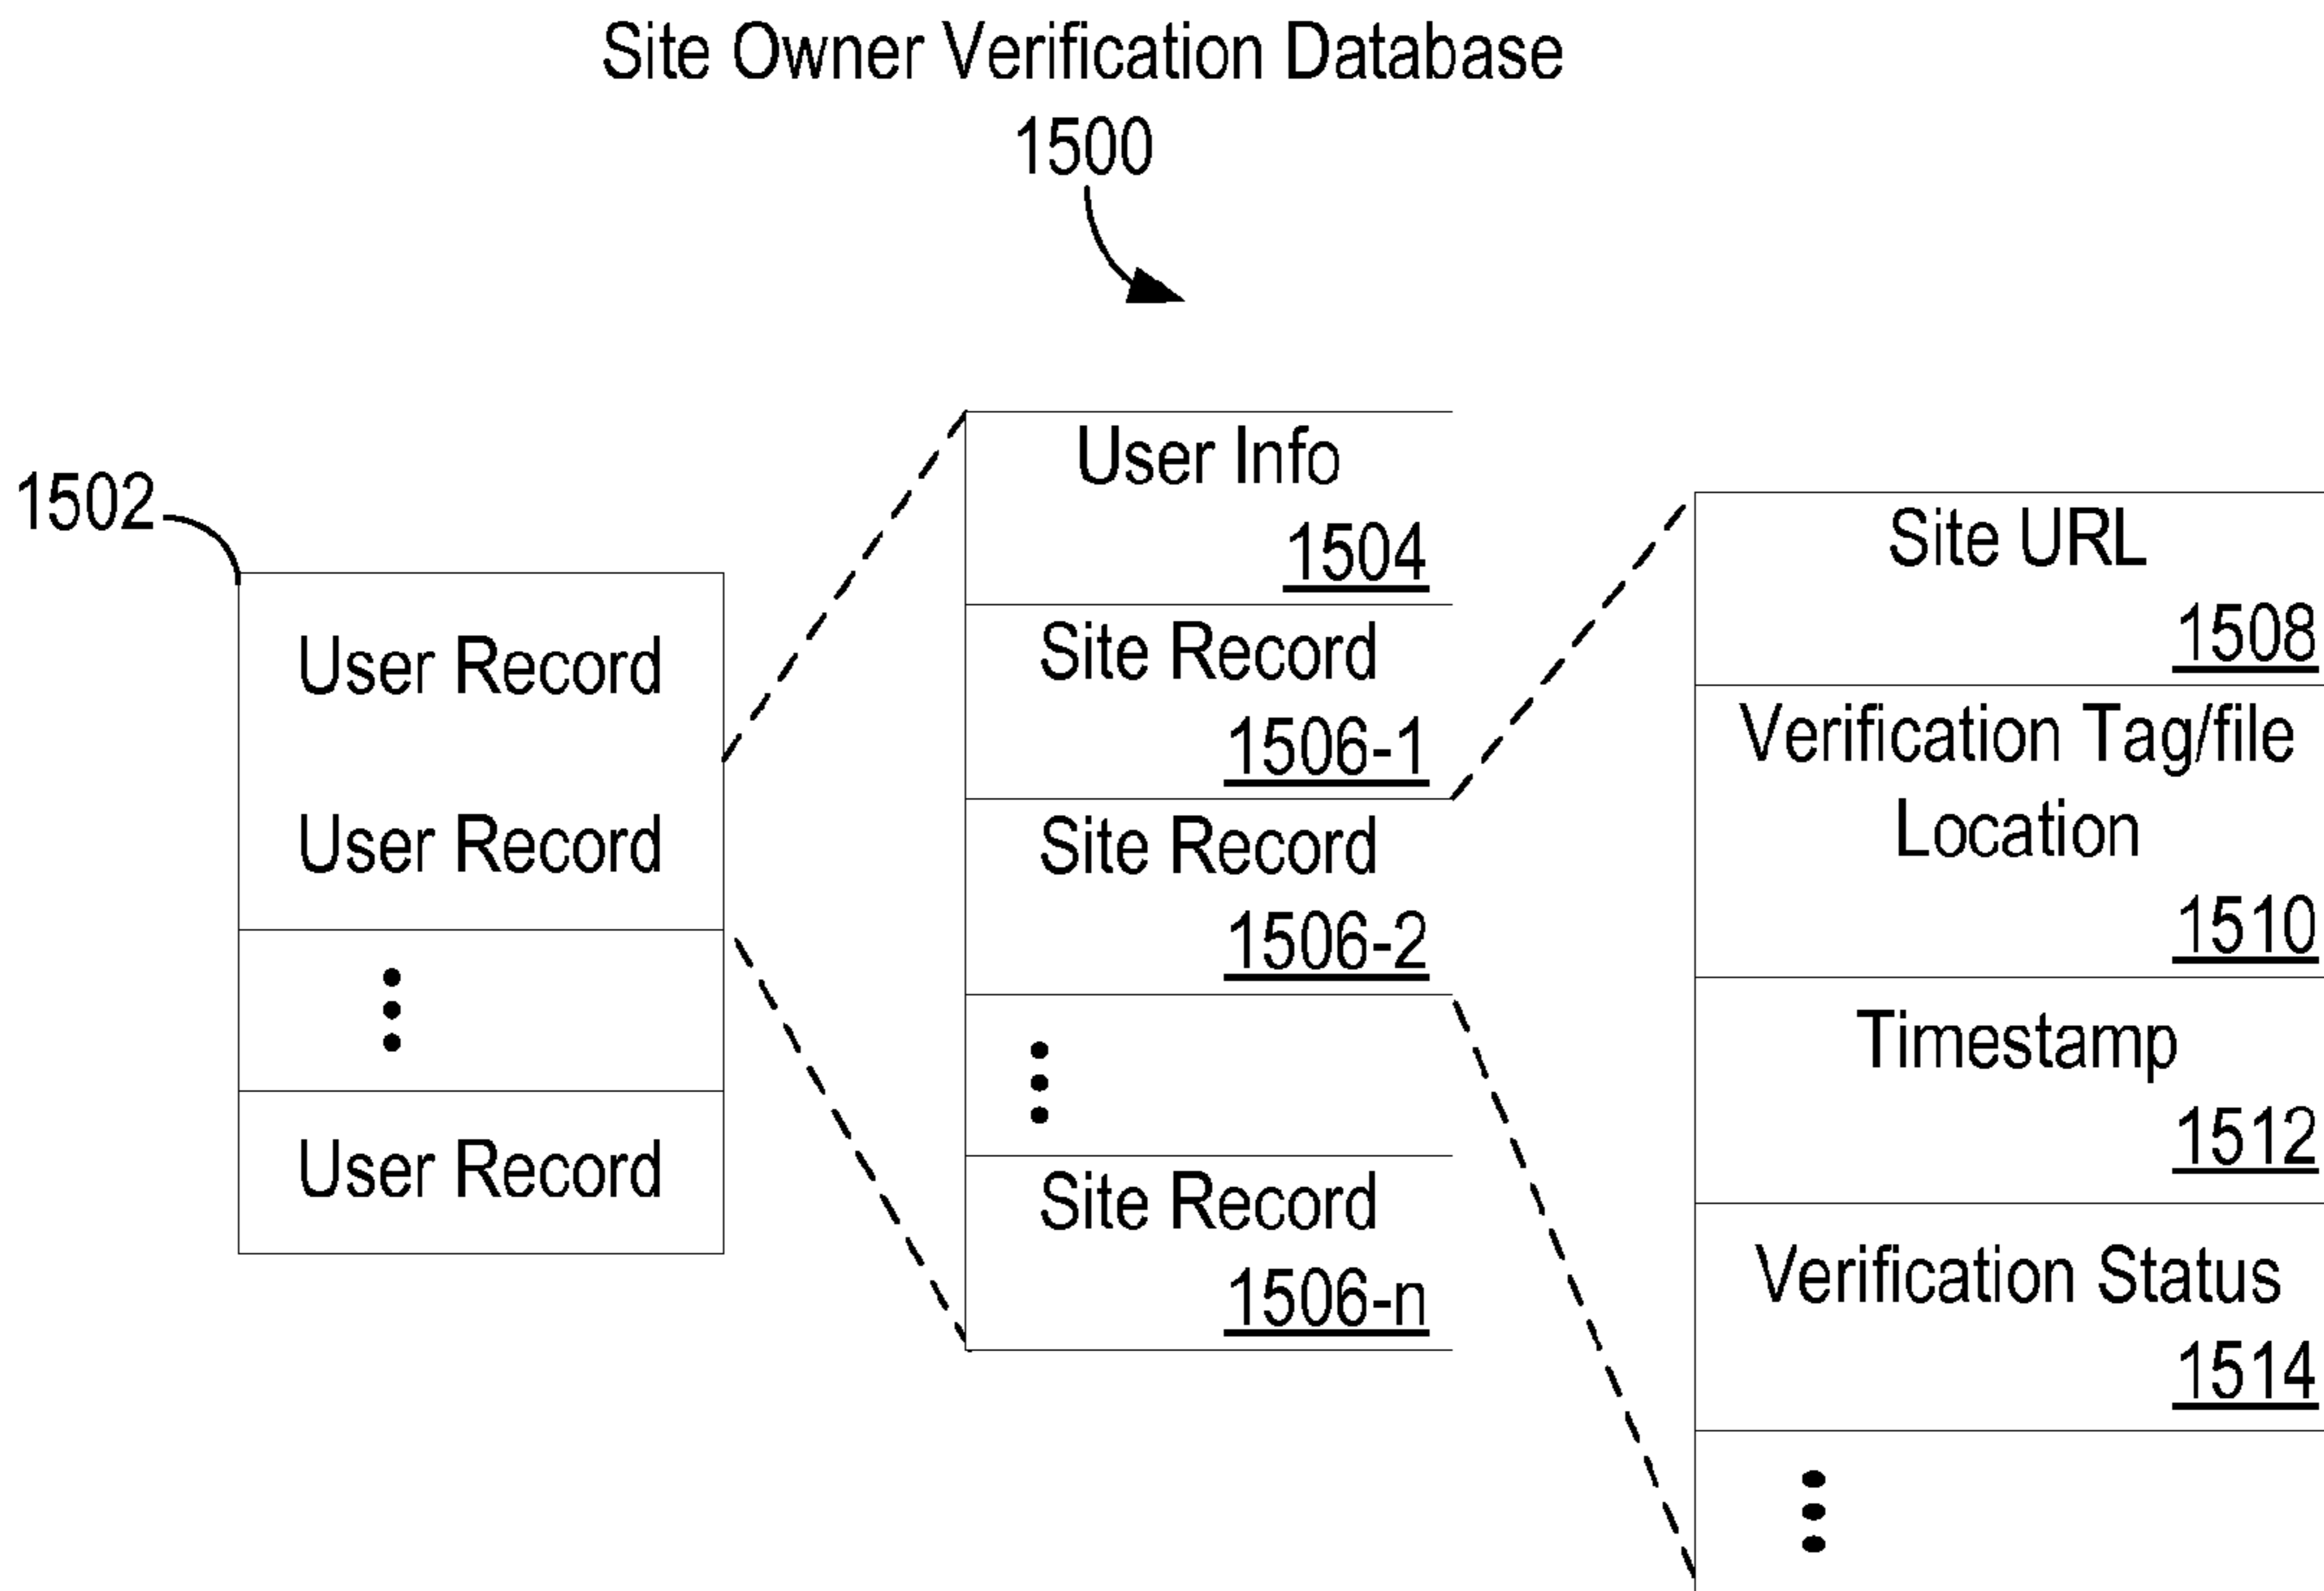 Site Owner Verification Database
1500
1502
User Record
User Record
User Record
User Info
1504
Site Record
1506-1
Site Record
1506-2
Site Record
1506-n
Site URL
1508
Verification Tag/file
Location
1510
Timestamp
1512
Verification Status
1514